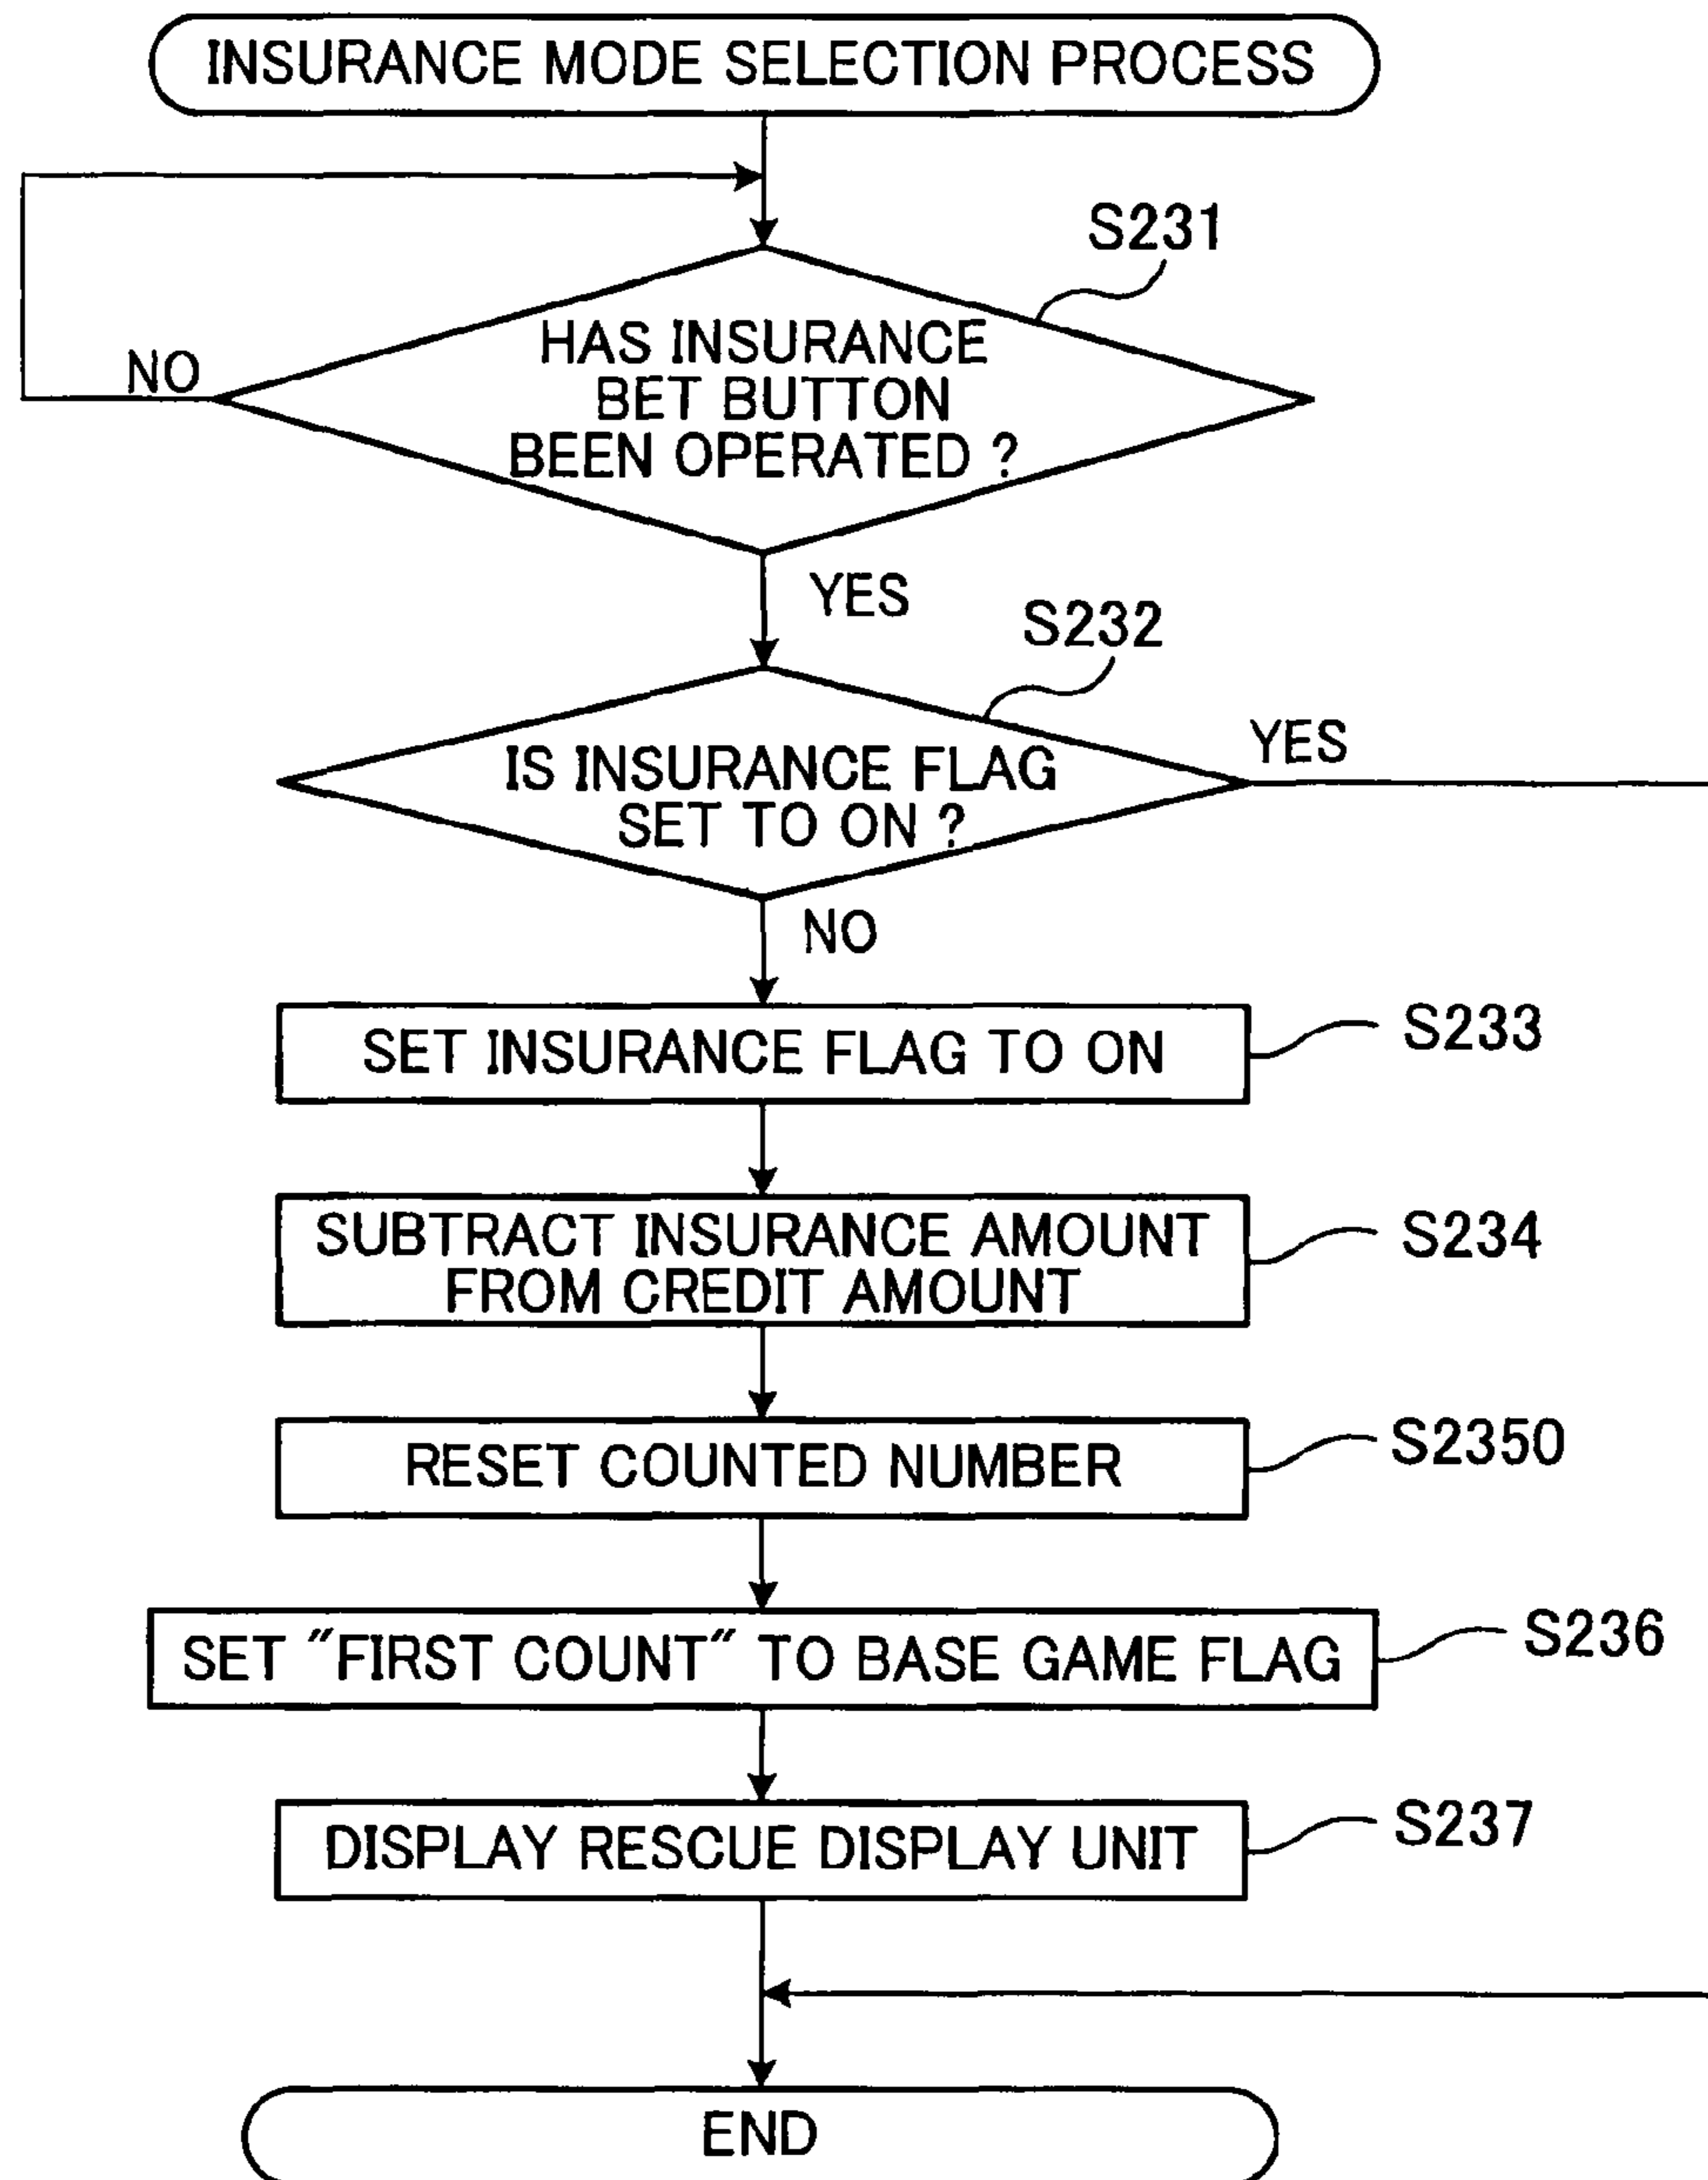 INSURANCE MODE SELECTION PROCESS
S231
HAS INSURANCE
BET BUTTON
BEEN OPERATED ?
NO
YES
S232
IS INSURANCE FLAG
SET TO ON ?
YES
NO
SET INSURANCE FLAG TO ON
S233
SUBTRACT INSURANCE AMOUNT
FROM CREDIT AMOUNT
S234
RESET COUNTED NUMBER
S2350
SET "FIRST COUNT" TO BASE GAME FLAG
S236
DISPLAY RESCUE DISPLAY UNIT
S237
END